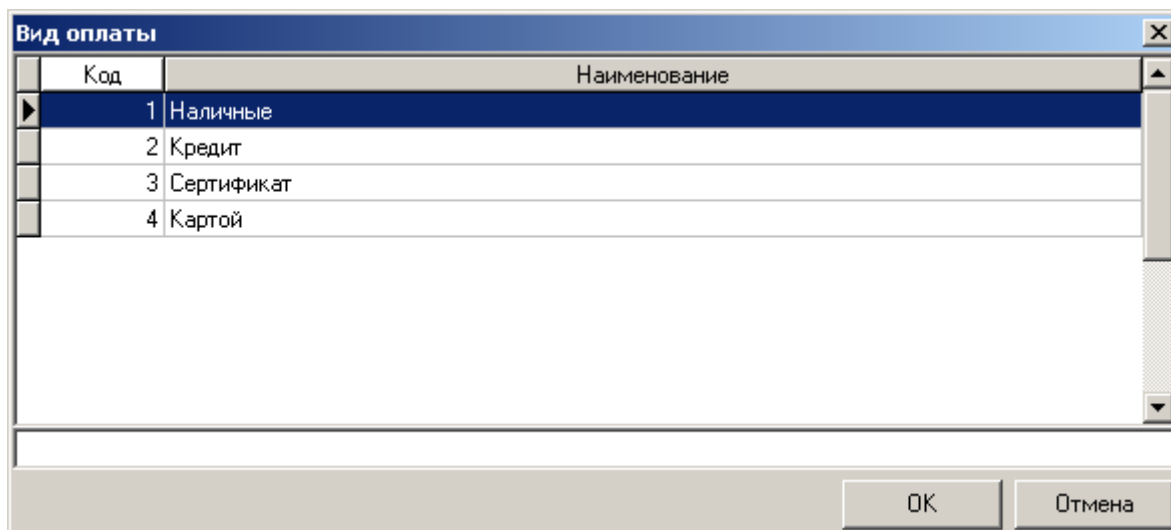 Вид оплаты
Код Наименование
1 Наличные
2 Кредит
3 Сертификат
4 Картой
OK Отмена